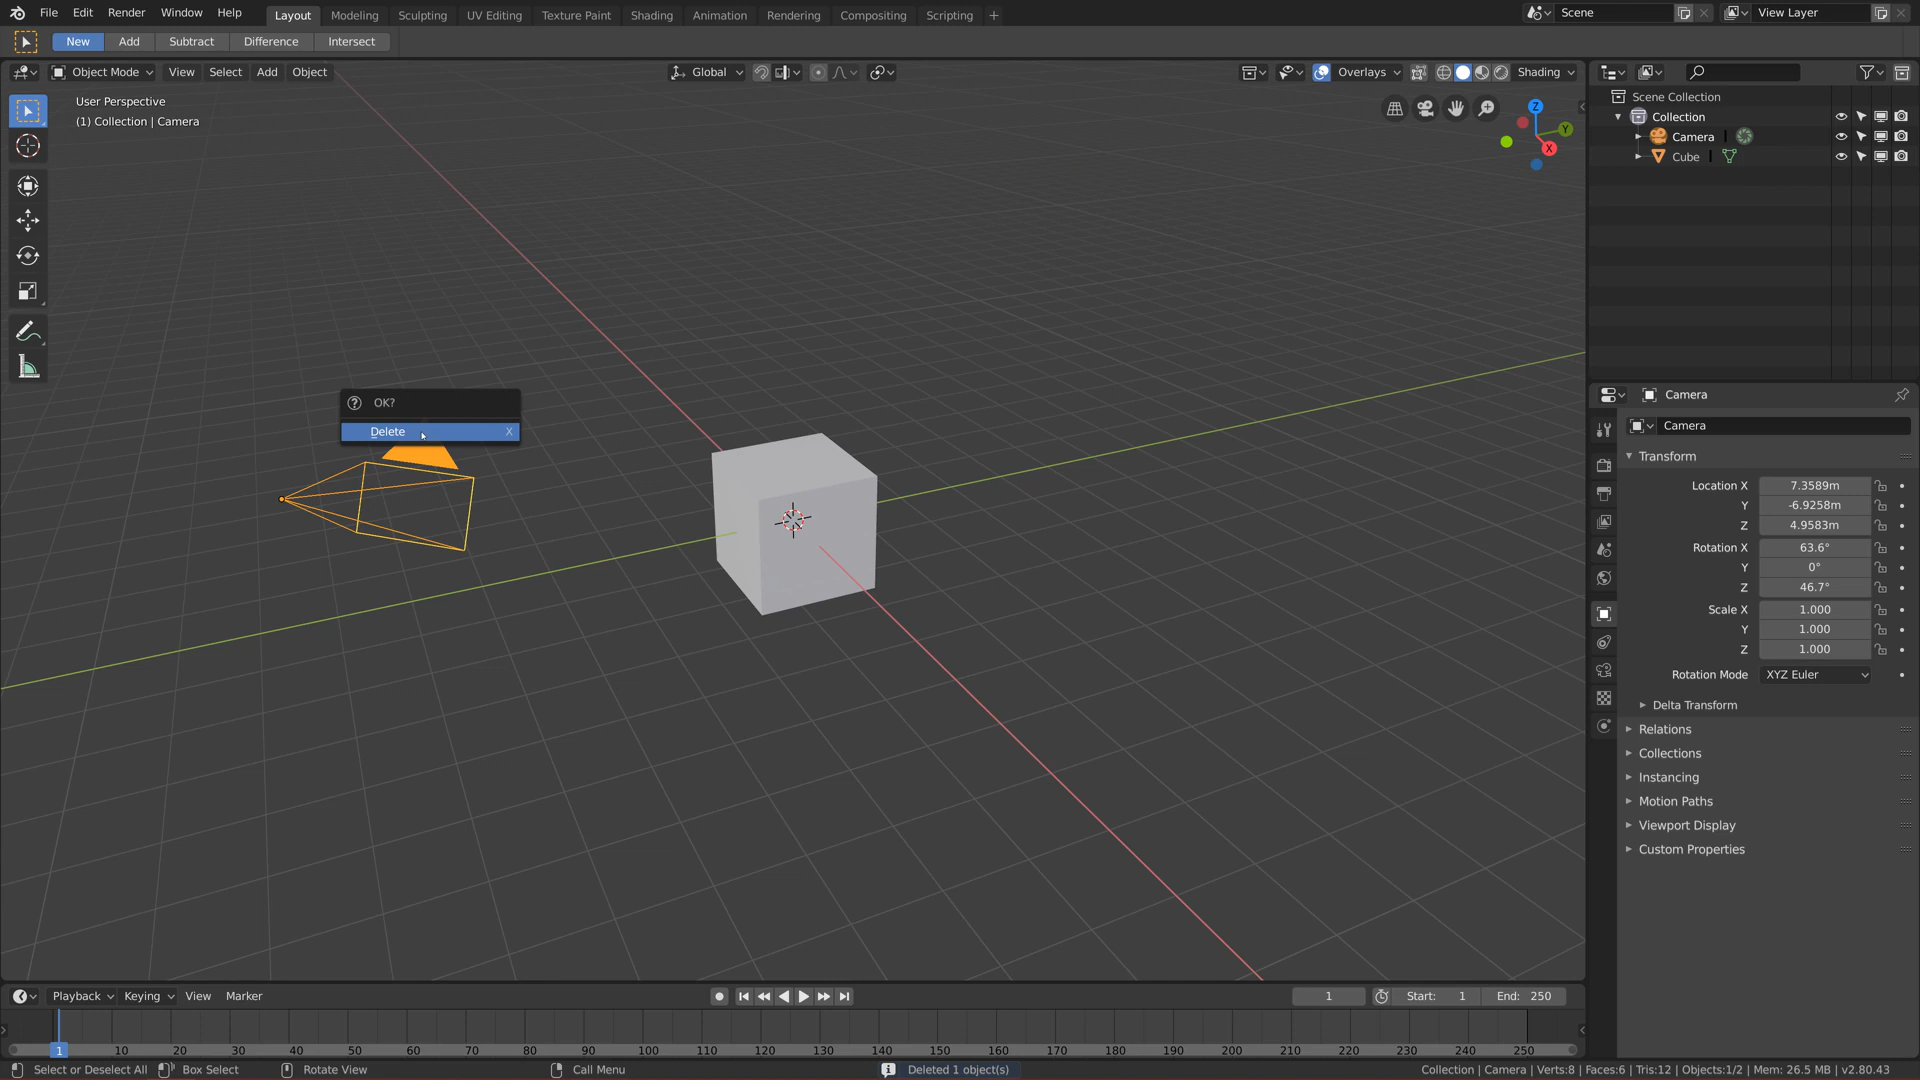 File Edit Render Window Help Layout Modeling Sculpting UV Editing Texture Paint Shading Animation Rendering Compositing Scripting + Scene View Layer
New Add Subtract Difference Intersect
Object Mode View Select Add Object Global Overlays Shading
User Perspective
(1) Collection | Camera
Z
Y
X
Scene Collection
Collection
Camera
Cube
OK?
Delete X
Camera
Camera
Transform
Location X 7.3589m
Y -6.9258m
Z 4.9583m
Rotation X 63.6°
Y 0°
Z 46.7°
Scale X 1.000
Y 1.000
Z 1.000
Rotation Mode XYZ Euler
Delta Transform
Relations
Collections
Instancing
Motion Paths
Viewport Display
Custom Properties
Playback Keying View Marker 1 Start: 1 End: 250
1 10 20 30 40 50 60 70 80 90 100 110 120 130 140 150 160 170 180 190 200 210 220 230 240 250
Select or Deselect All Box Select Rotate View Call Menu Deleted 1 object(s) Collection | Camera | Verts:8 | Faces:6 | Tris:12 | Objects:1/2 | Mem: 26.5 MB | v2.80.43